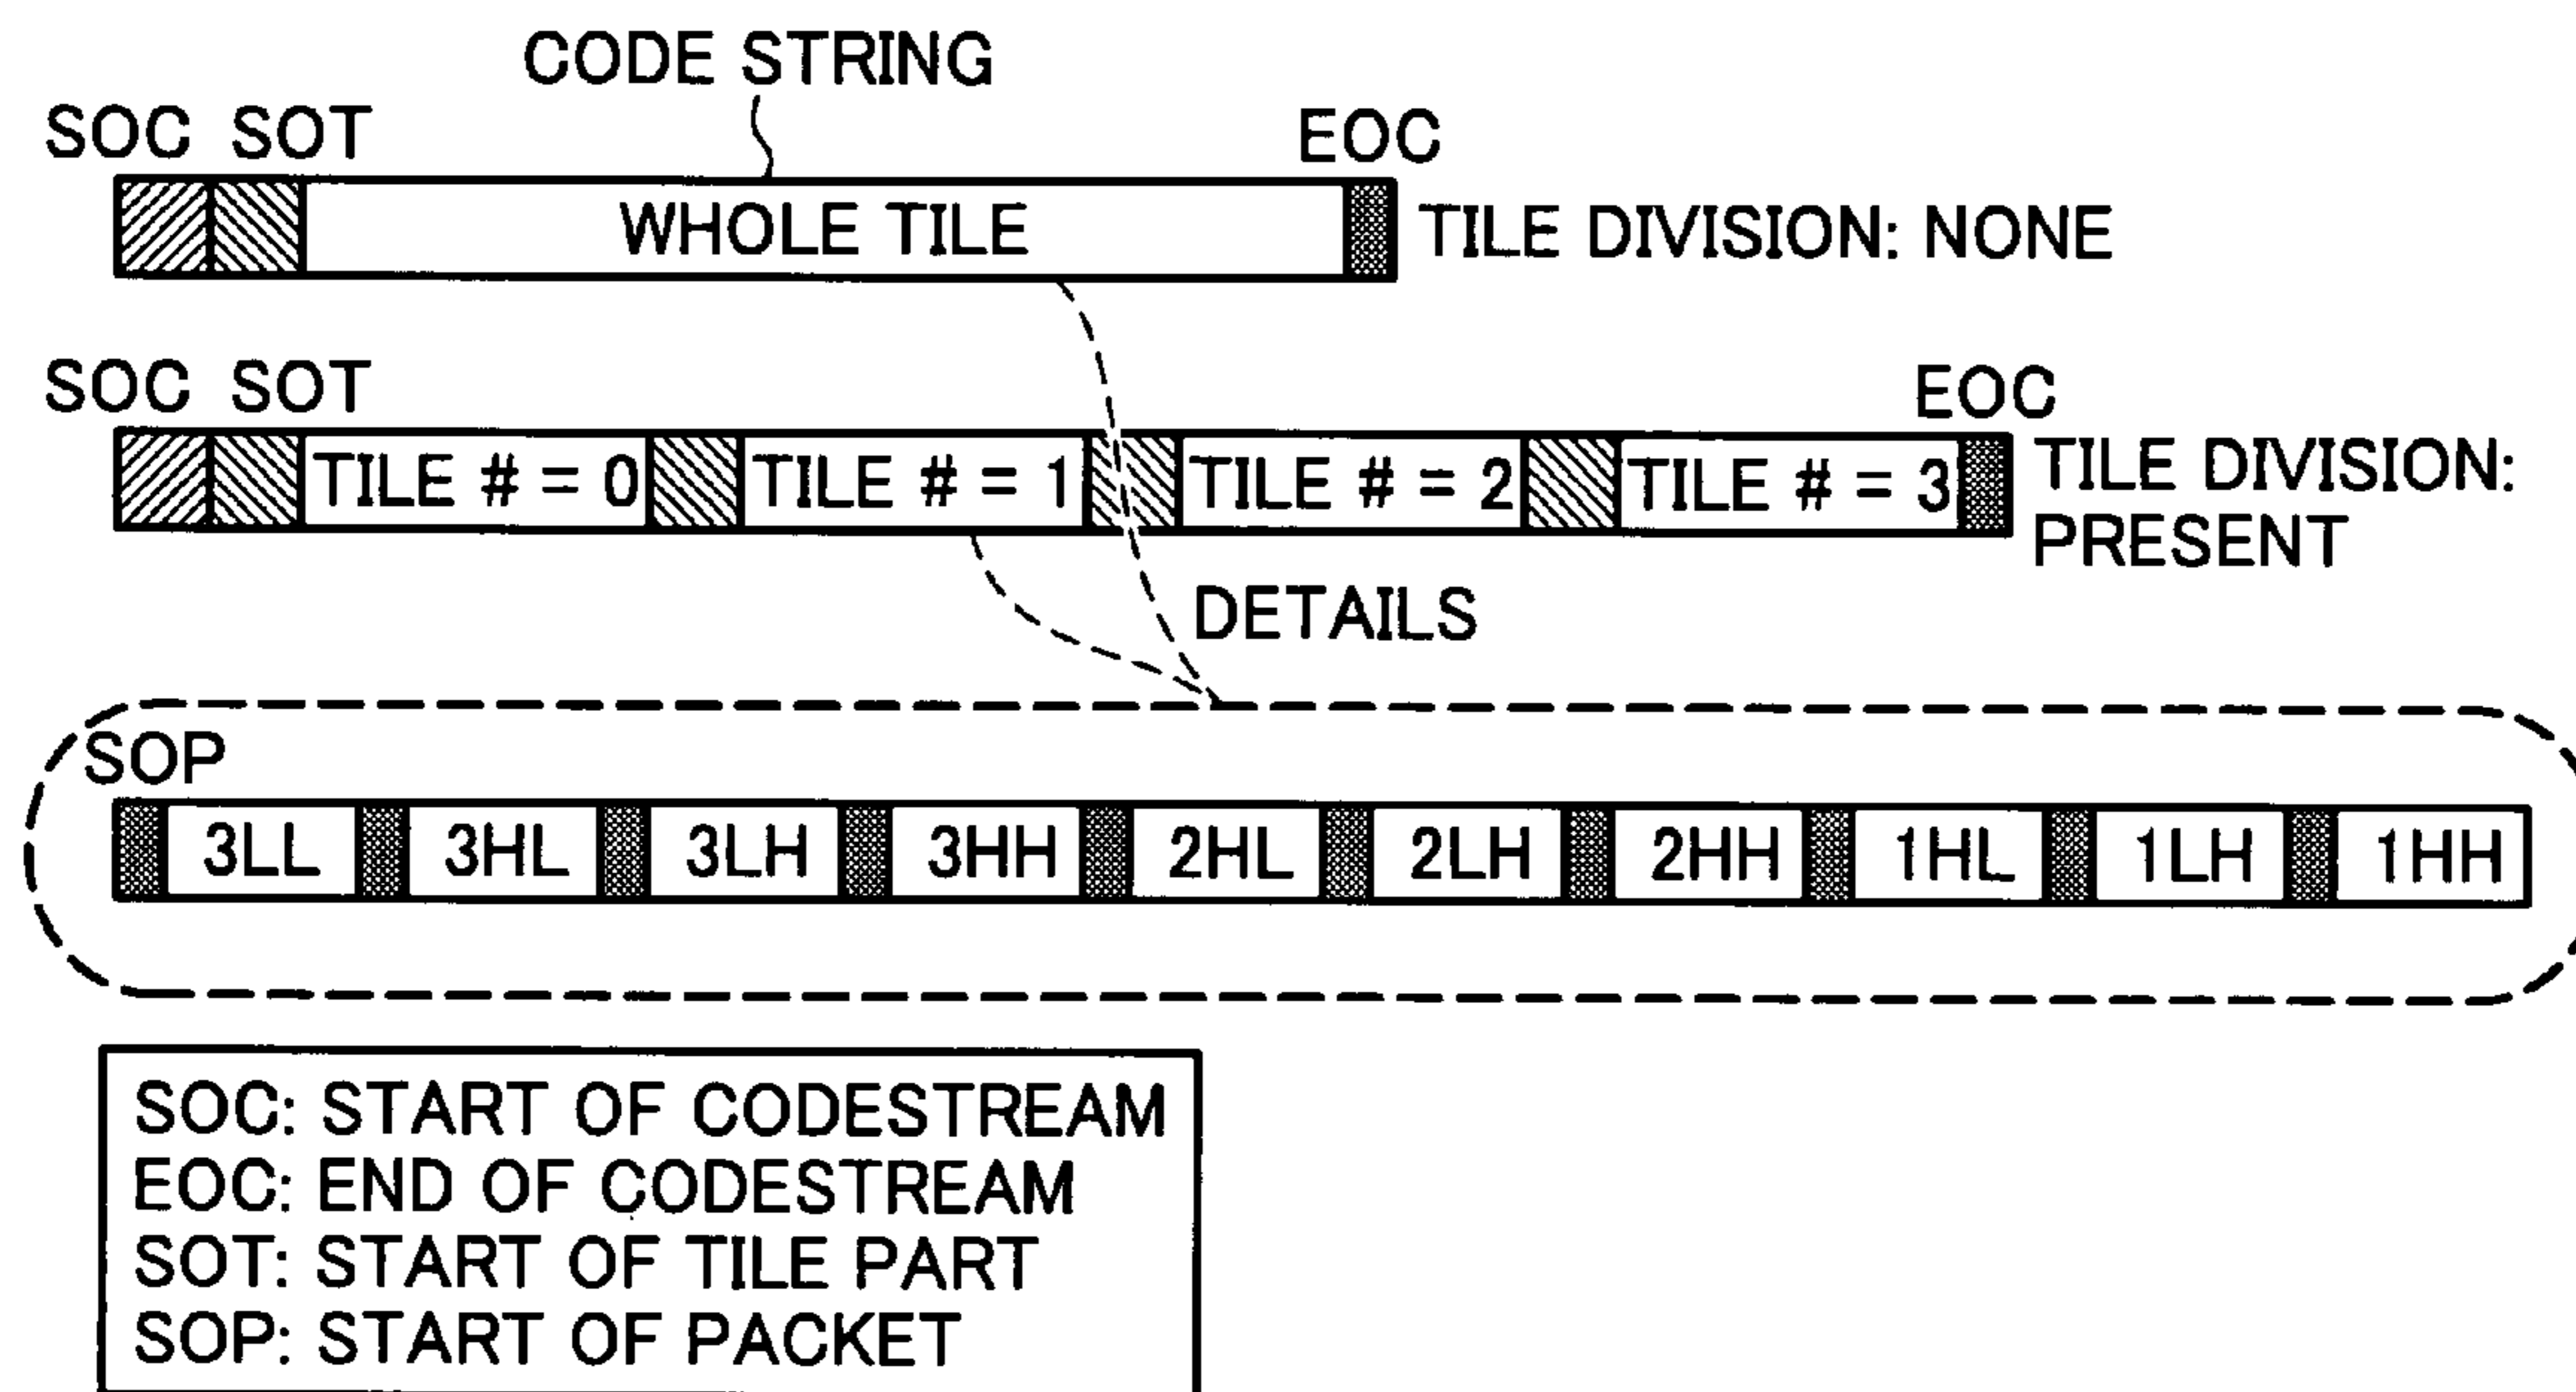 CODE STRING
SOC SOT EOC
WHOLE TILE TILE DIVISION: NONE
SOC SOT EOC
TILE # = 0 TILE # = 1 TILE # = 2 TILE # = 3 TILE DIVISION:
PRESENT
DETAILS
SOP
3LL 3HL 3LH 3HH 2HL 2LH 2HH 1HL 1LH 1HH
SOC: START OF CODESTREAM
EOC: END OF CODESTREAM
SOT: START OF TILE PART
SOP: START OF PACKET